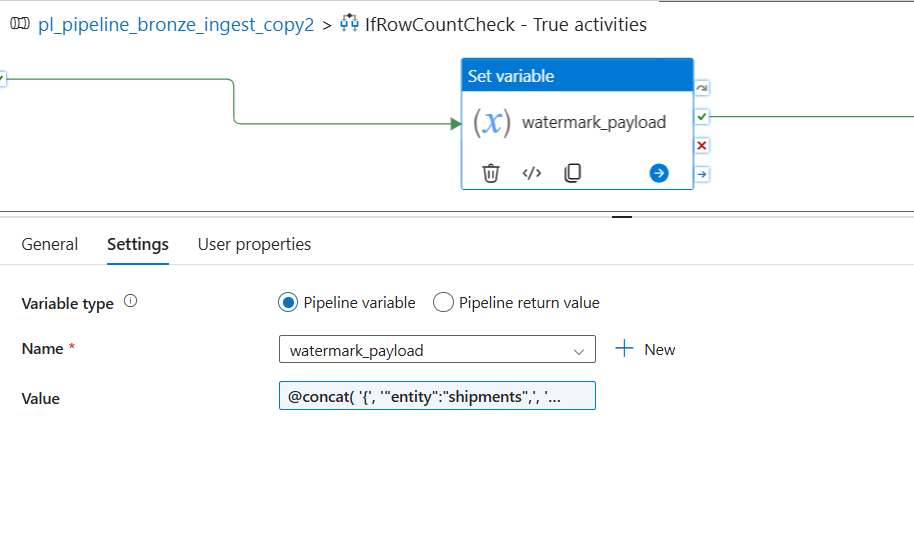 pl_pipeline_bronze_ingest_copy2 > IfRowCountCheck - True activities
Set variable
(x) watermark_payload
</>
General Settings User properties
Variable type Pipeline variable Pipeline return value
Name * watermark_payload + New
Value @concat( '{', '"entity":"shipments",', '...